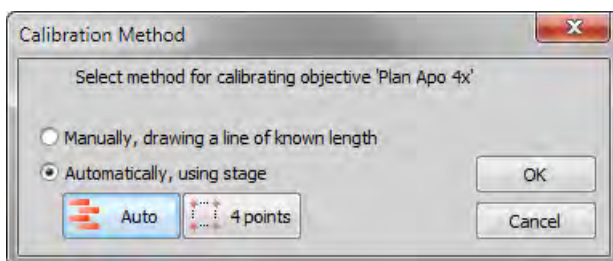 Calibration Method
Select method for calibrating objective 'Plan Apo 4x'
Manually, drawing a line of known length
Automatically, using stage
OK
Auto
4 points
Cancel